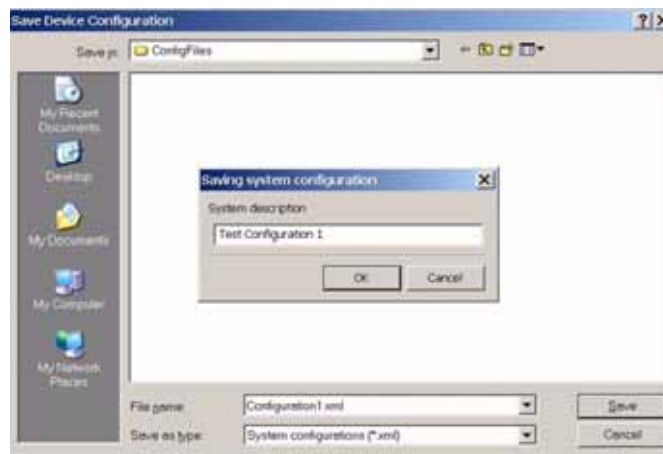 Save Device Configuration
Save in: ConfigFiles
My Recent
Documents
Desktop
My Documents
My Computer
My Network
Places
Saving system configuration
System description
Test Configuration 1
OK Cancel
File name: Configuration1.xml Save
Save as type: System configurations (*.xml) Cancel